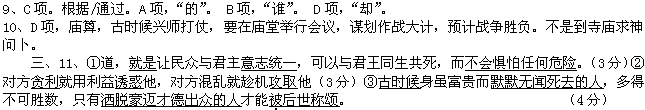 9、C项。根据/通过。A项，“的”。 B项，“谁”。 D项，“却”。
10、D项，庙算，古时候兴师打仗，要在庙堂举行会议，谋划作战大计，预计战争胜负。不是到寺庙求神
问卜。
三、11、①道，就是让民众与君主意志统一，可以与君王同生共死，而不会惧怕任何危险。（3分）②
对方贪利就用利益诱惑他，对方混乱就趁机攻取他（3分）③古时候身虽富贵而默默无闻死去的人，多得
不可胜数，只有洒脱豪迈才德出众的人才能被后世称颂。 （4分）